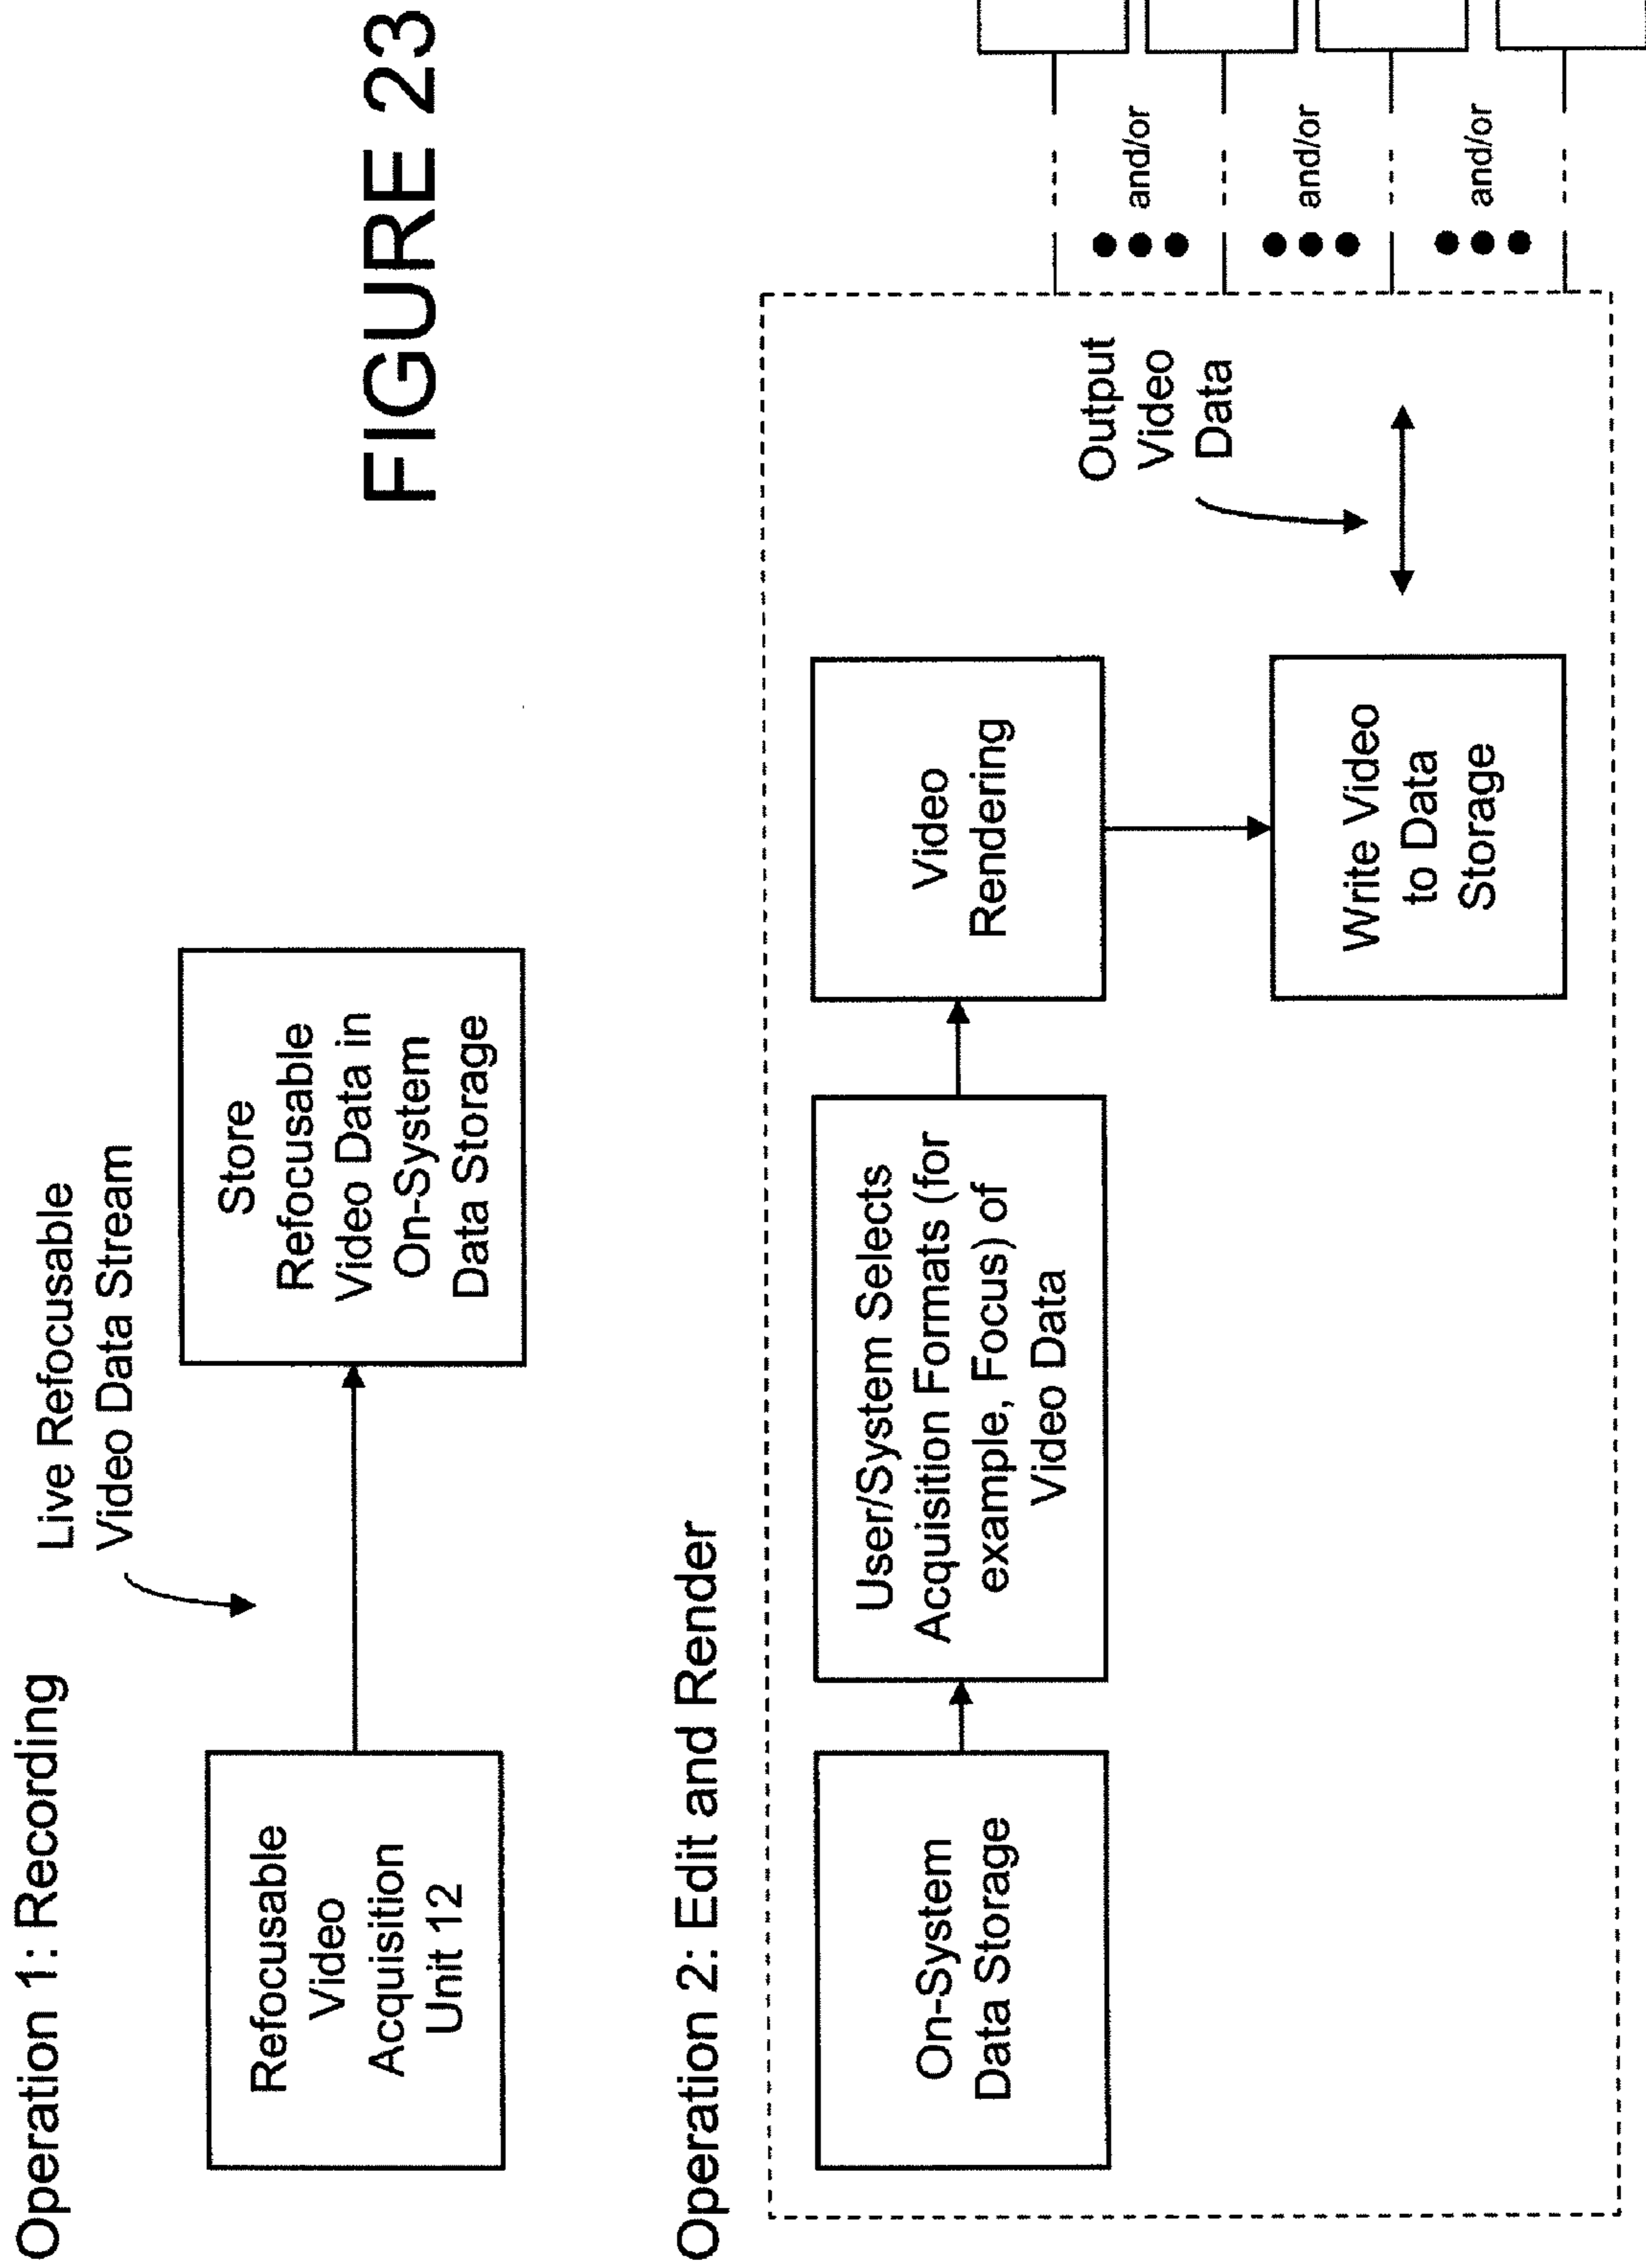 Operation 1: Recording
Live Refocusable
Video Data Stream
Refocusable
Video
Acquisition
Unit 12
Store
Refocusable
Video Data in
On-System
Data Storage
FIGURE 23
Operation 2: Edit and Render
On-System
Data Storage
User/System Selects
Acquisition Formats (for
example, Focus) of
Video Data
Video
Rendering
Write Video
to Data
Storage
Output
Video
Data
and/or
and/or
and/or